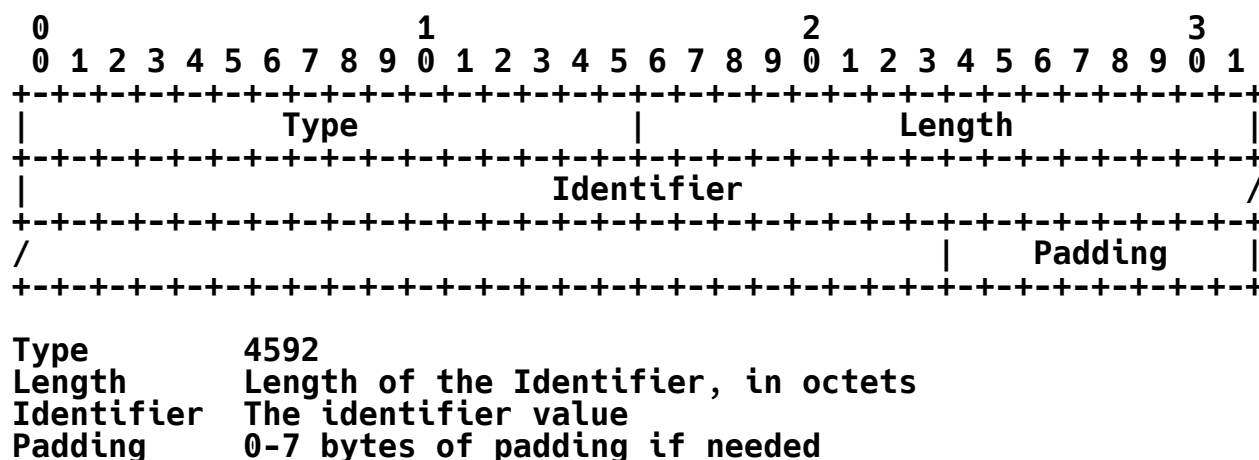 0                   1                   2                   3
 0 1 2 3 4 5 6 7 8 9 0 1 2 3 4 5 6 7 8 9 0 1 2 3 4 5 6 7 8 9 0 1
+-+-+-+-+-+-+-+-+-+-+-+-+-+-+-+-+-+-+-+-+-+-+-+-+-+-+-+-+-+-+-+-+
|             Type              |             Length            |
+-+-+-+-+-+-+-+-+-+-+-+-+-+-+-+-+-+-+-+-+-+-+-+-+-+-+-+-+-+-+-+-+
|                           Identifier                          /
+-+-+-+-+-+-+-+-+-+-+-+-+-+-+-+-+-+-+-+-+-+-+-+-+-+-+-+-+-+-+-+-+
/                                               |    Padding    |
+-+-+-+-+-+-+-+-+-+-+-+-+-+-+-+-+-+-+-+-+-+-+-+-+-+-+-+-+-+-+-+-+

Type        4592
Length      Length of the Identifier, in octets
Identifier  The identifier value
Padding     0-7 bytes of padding if needed